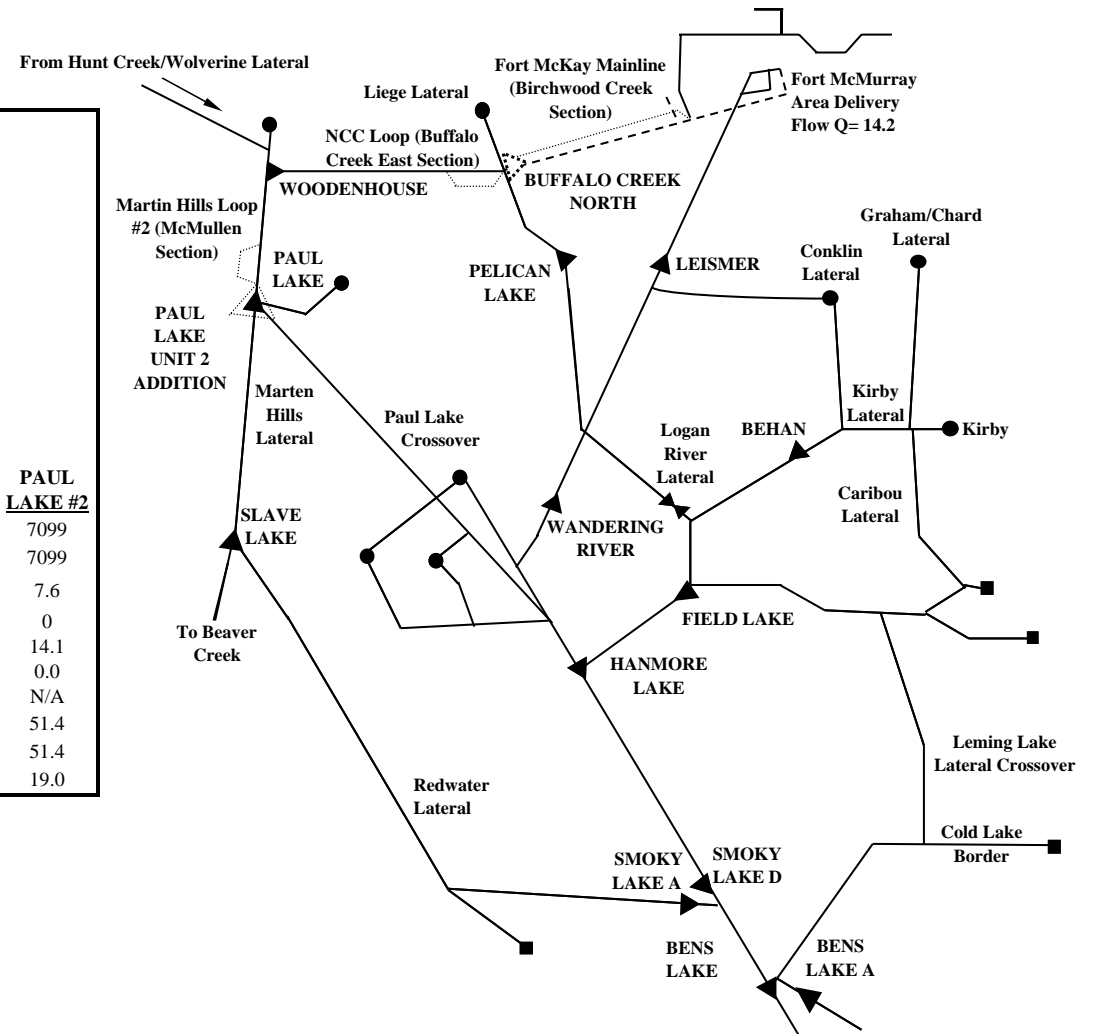 From Hunt Creek/Wolverine Lateral
Liege Lateral
Fort McKay Mainline
(Birchwood Creek
Section)
Fort McMurray
Area Delivery
Flow Q= 14.2
NCC Loop (Buffalo
Creek East Section)
WOODENHOUSE
BUFFALO CREEK
NORTH
Martin Hills Loop
#2 (McMullen
Section)
PAUL
LAKE
PELICAN
LAKE
LEISMER
Conklin
Lateral
Graham/Chard
Lateral
PAUL
LAKE
UNIT 2
ADDITION
Marten
Hills
Lateral
Paul Lake
Crossover
Logan
River
Lateral
BEHAN
Kirby
Lateral
Kirby
Caribou
Lateral
PAUL
LAKE #2
7099
7099
7.6
0
14.1
0.0
N/A
51.4
51.4
19.0
SLAVE
LAKE
WANDERING
RIVER
To Beaver
Creek
FIELD LAKE
HANMORE
LAKE
Leming Lake
Lateral Crossover
Redwater
Lateral
Cold Lake
Border
SMOKY
LAKE A
SMOKY
LAKE D
BENS
LAKE
BENS
LAKE A